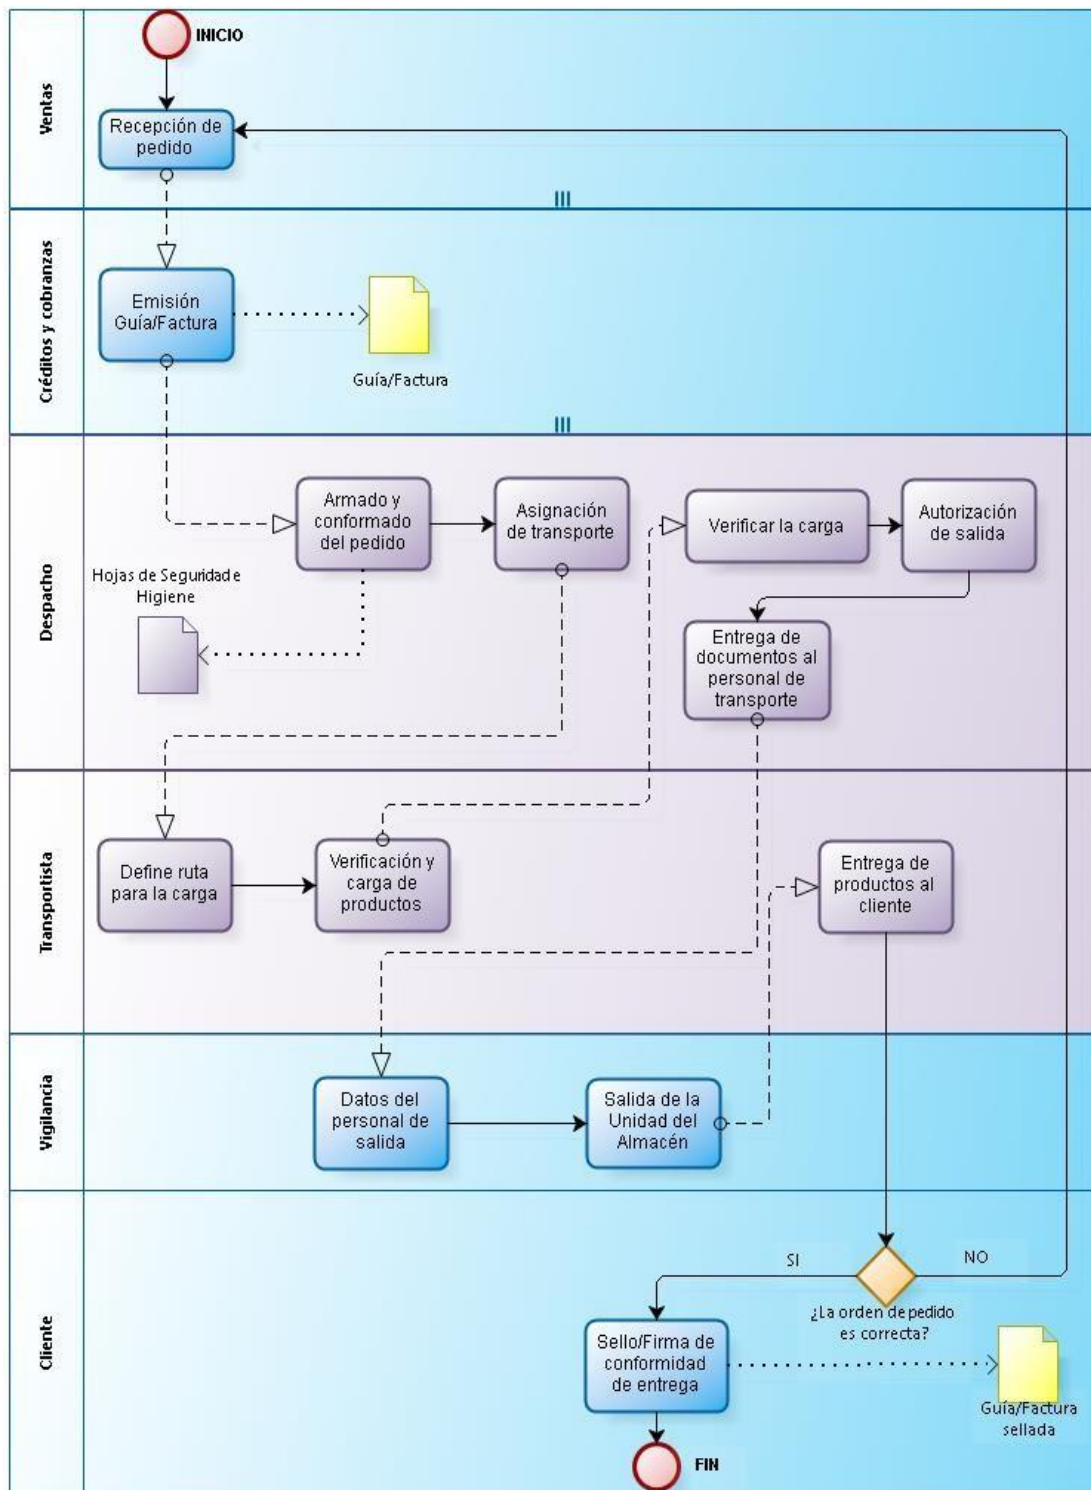 INICIO
Ventas
Recepción de
pedido
Créditos y cobranzas
Emisión
Guía/Factura
Guía/Factura
Despacho
Armado y
conformado
del pedido
Asignación
de transporte
Verificar la carga
Autorización
de salida
Hojas de Seguridad e
Higiene
Entrega de
documentos al
personal de
transporte
Transportista
Define ruta
para la carga
Verificación y
carga de
productos
Entrega de
productos al
cliente
Vigilancia
Datos del
personal de
salida
Salida de la
Unidad del
Almacén
Cliente
SI
NO
¿La orden de pedido
es correcta?
Sello/Firma de
conformidad
de entrega
Guía/Factura
sellada
FIN